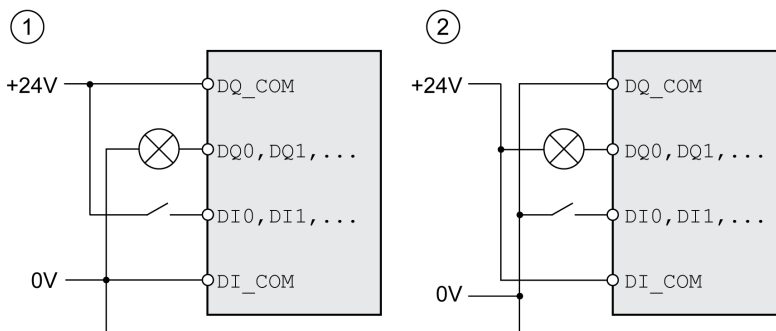 1
+24V
DQ_COM
DQ0,DQ1,...
DI0,DI1,...
0V
DI_COM
2
+24V
DQ_COM
DQ0,DQ1,...
DI0,DI1,...
DI_COM
0V